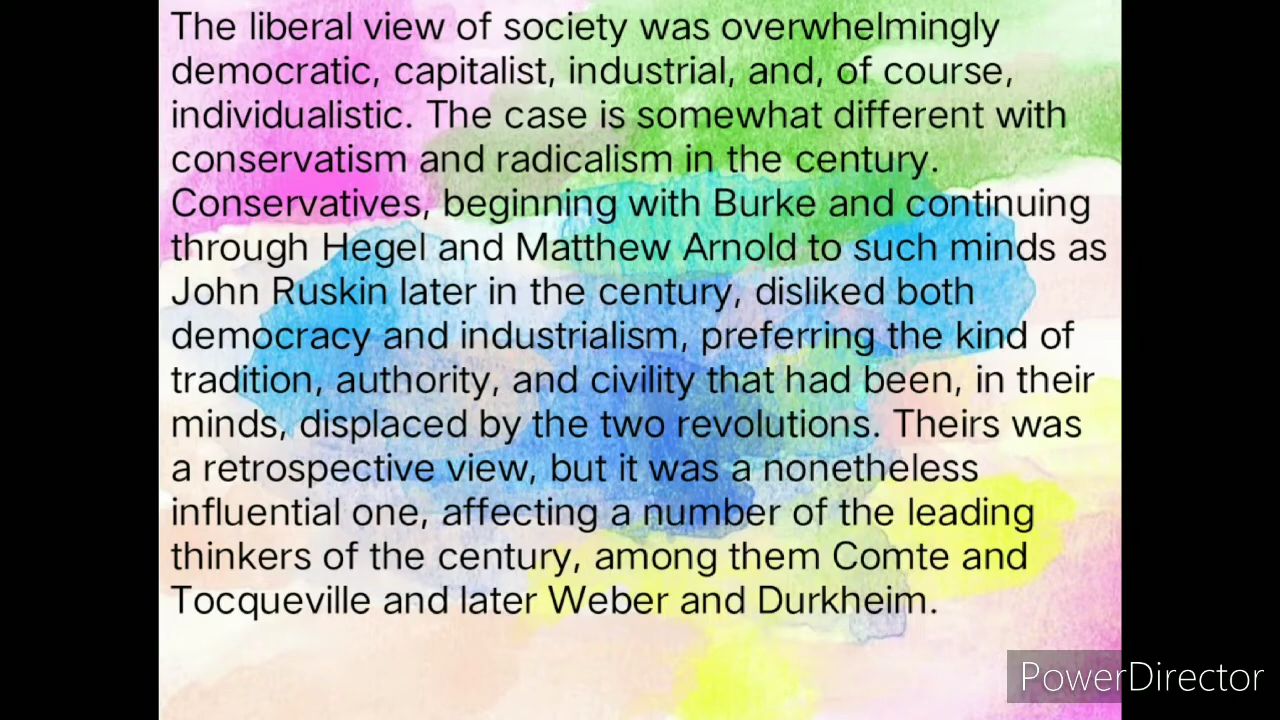 The liberal view of society was overwhelmingly
democratic, capitalist, industrial, and, of course,
individualistic. The case is somewhat different with
conservatism and radicalism in the century.
Conservatives, beginning with Burke and continuing
through Hegel and Matthew Arnold to such minds as
John Ruskin later in the century, disliked both
democracy and industrialism, preferring the kind of
tradition, authority, and civility that had been, in their
minds, displaced by the two revolutions. Theirs was
a retrospective view, but it was a nonetheless
influential one, affecting a number of the leading
thinkers of the century, among them Comte and
Tocqueville and later Weber and Durkheim.
PowerDirector